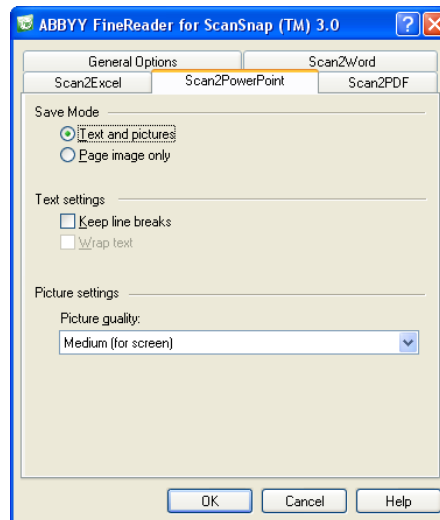 ABBYY FineReader for ScanSnap (TM) 3.0
General Options Scan2Word
Scan2Excel Scan2PowerPoint Scan2PDF
Save Mode
Text and pictures
Page image only
Text settings
Keep line breaks
Wrap text
Picture settings
Picture quality:
Medium (for screen)
OK Cancel Help